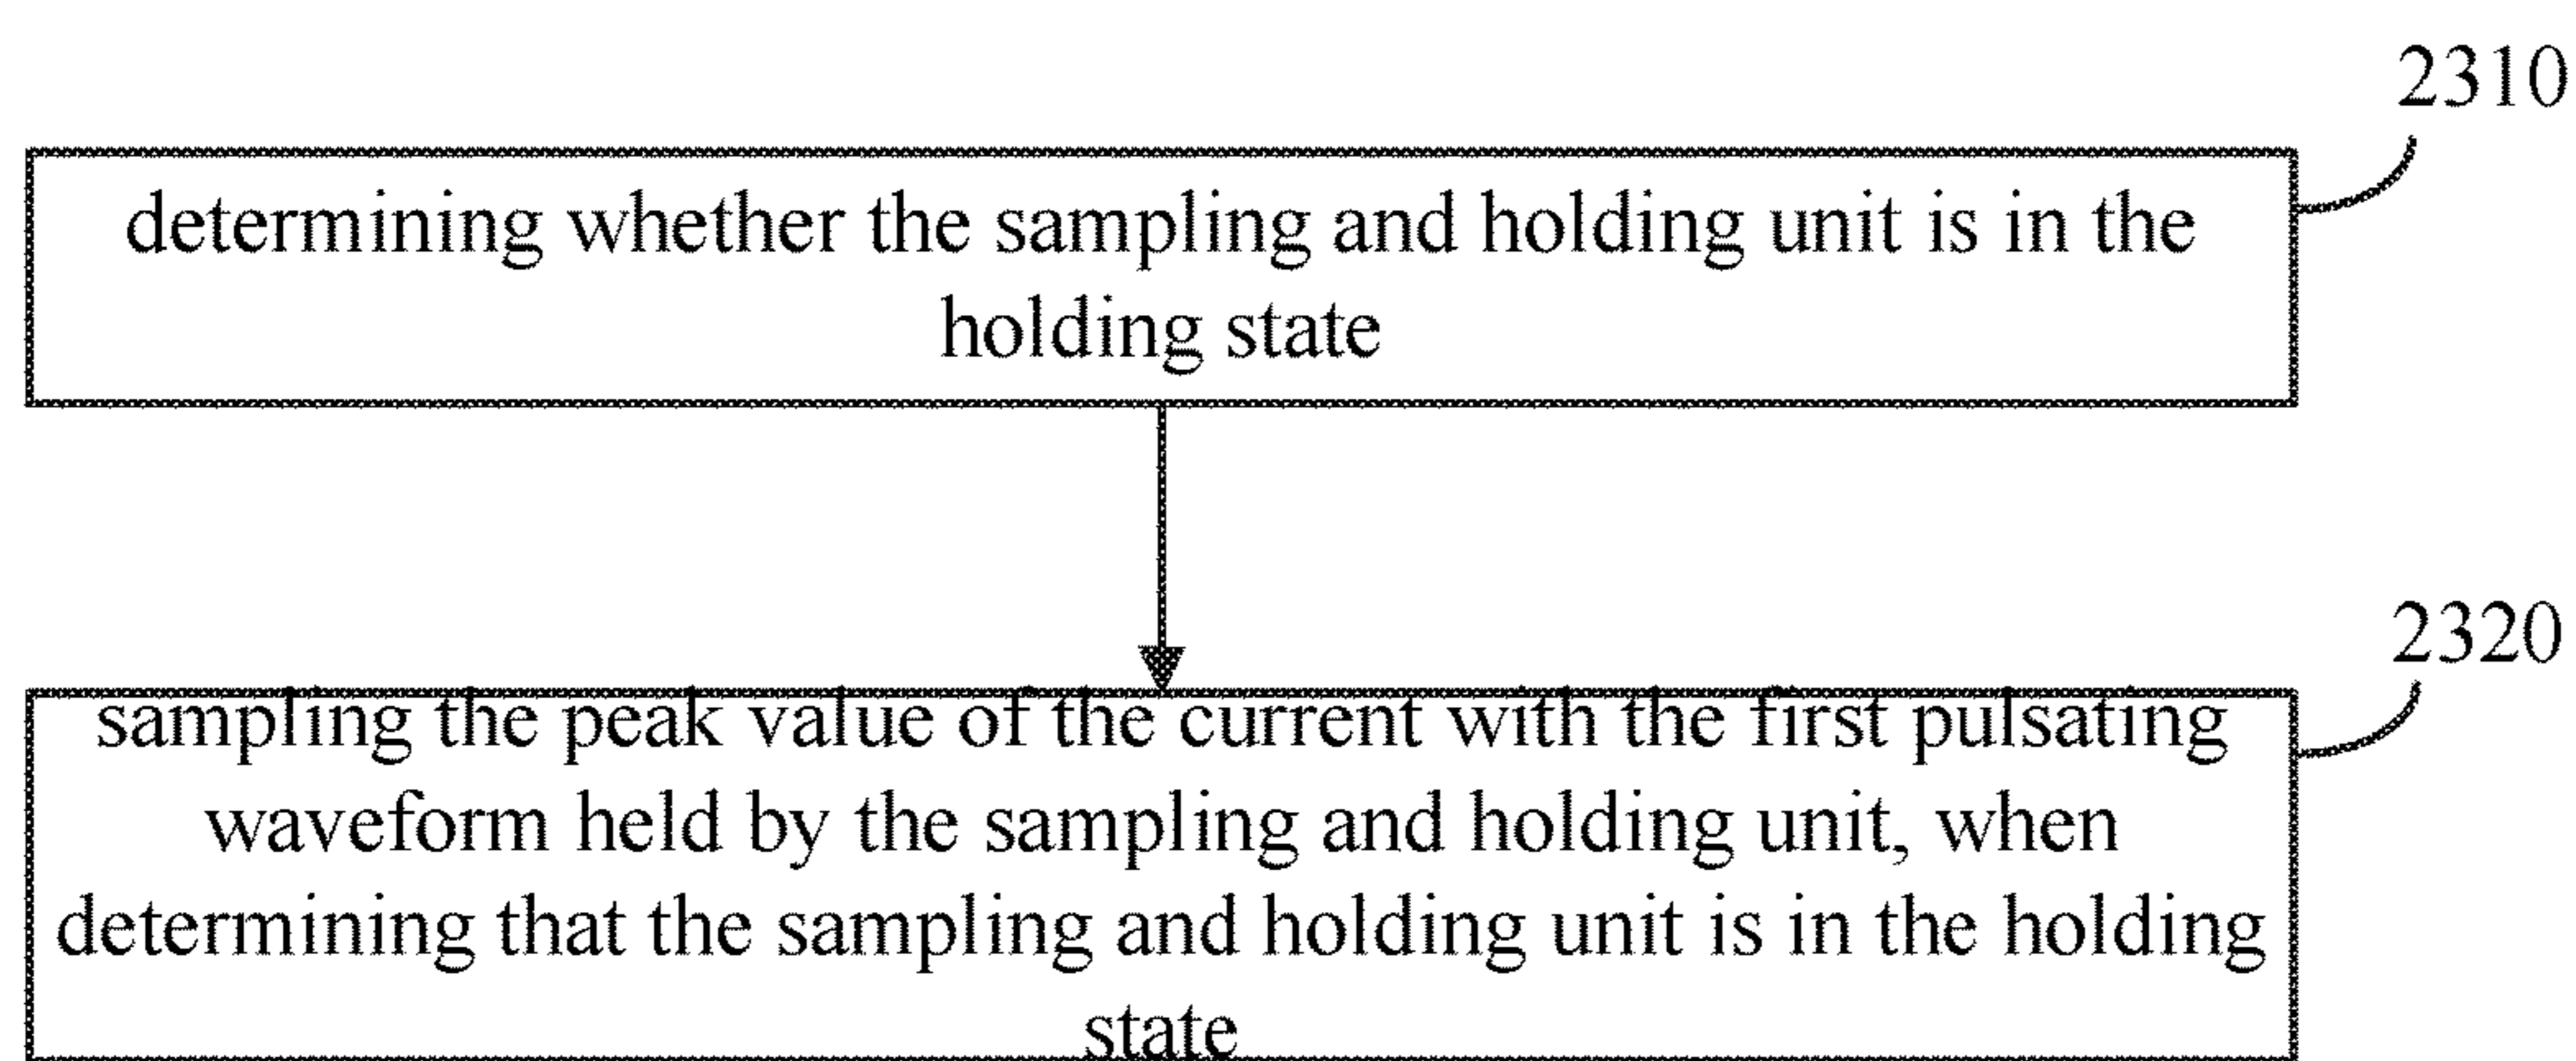 2310
determining whether the sampling and holding unit is in the
holding state
2320
sampling the peak value of the current with the first pulsating
waveform held by the sampling and holding unit, when
determining that the sampling and holding unit is in the holding
state